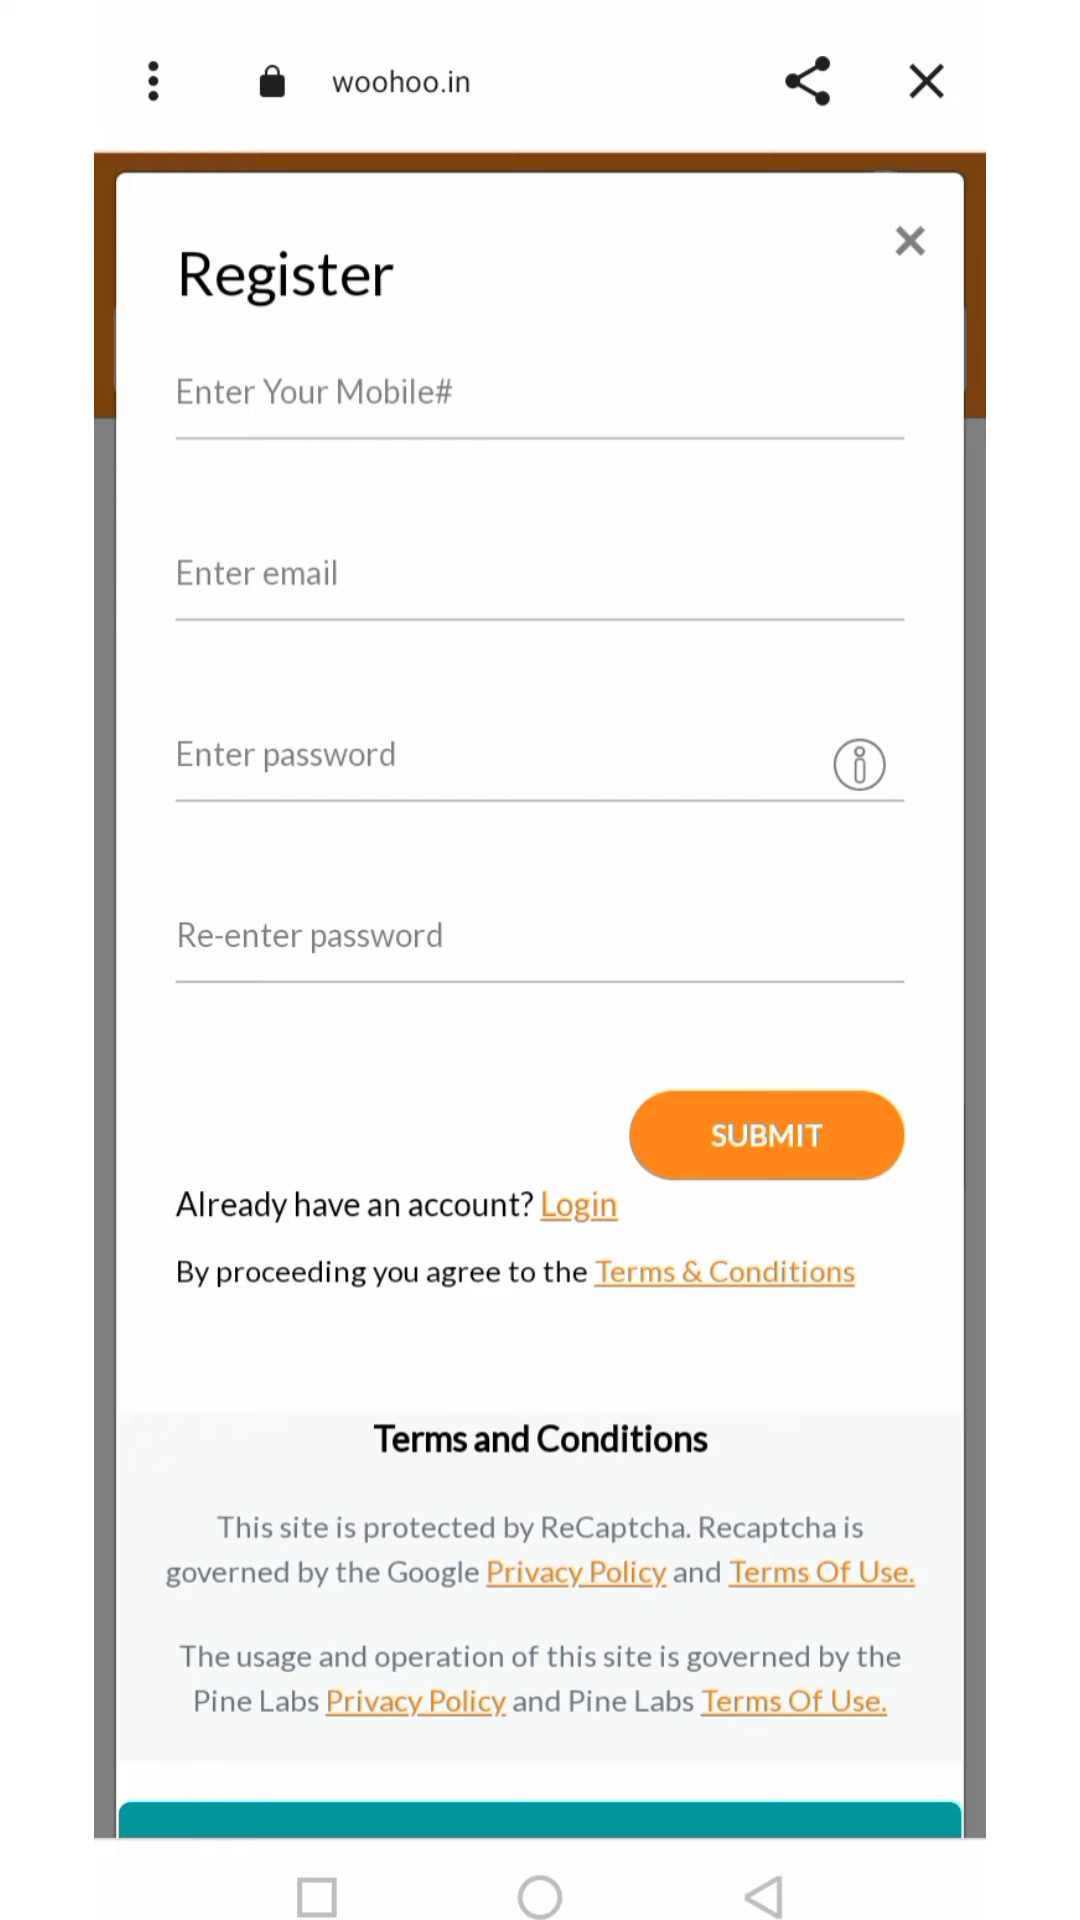 woohoo.in
Register
Enter Your Mobile#
Enter email
Enter password
Re-enter password
SUBMIT
Already have an account? Login
By proceeding you agree to the Terms & Conditions
Terms and Conditions
This site is protected by ReCaptcha. Recaptcha is
governed by the Google Privacy Policy and Terms Of Use.
The usage and operation of this site is governed by the
Pine Labs Privacy Policy and Pine Labs Terms Of Use.